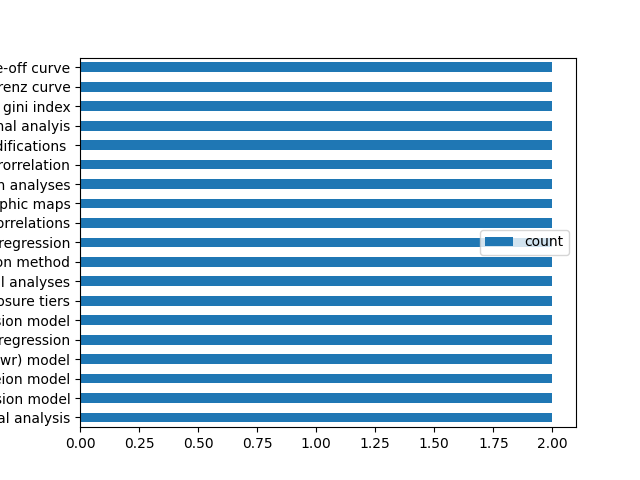 e-off curve
renz curve
gini index
nal analyis
difications
rorrelation
n analyses
phic maps
orrelations
regression
on method
l analyses
osure tiers
sion model
regression
wr) model
eion model
sion model
al analysis
count
0.00 0.25 0.50 0.75 1.00 1.25 1.50 1.75 2.00